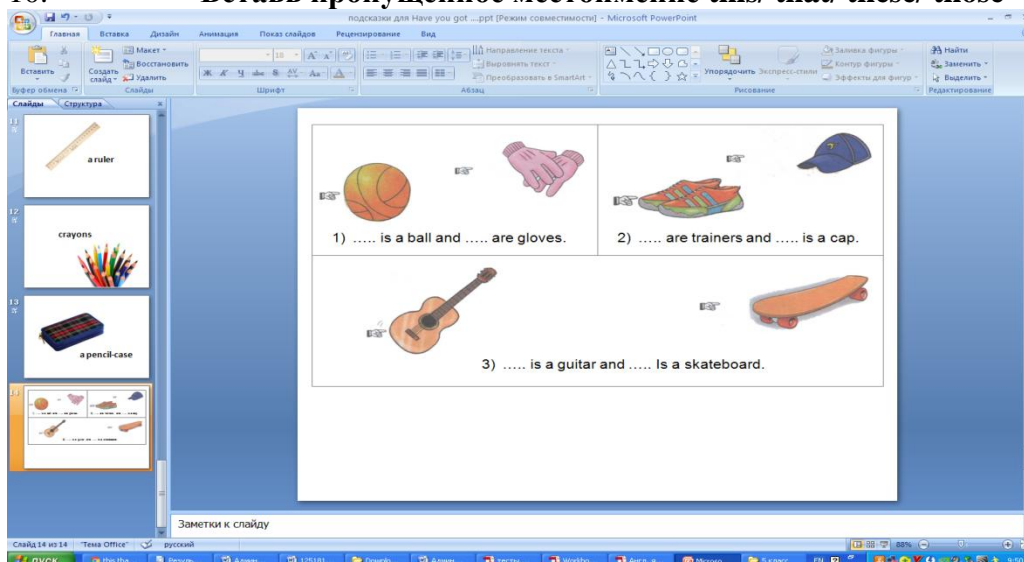 Вставь пропущенное местоимение this/ that/ these/ those
подсказки для Have you got ....ppt [Режим совместимости] - Microsoft PowerPoint
Главная Вставка Дизайн Анимация Показ слайдов Рецензирование Вид
Вставить
Создать слайд
Макет
Восстановить
Удалить
Направление текста
Выровнять текст
Преобразовать в SmartArt
Упорядочить
Экспресс-стили
Заливка фигуры
Контур фигуры
Эффекты для фигур
Найти
Заменить
Выделить
Буфер обмена Слайды Шрифт Абзац Рисование Редактирование
Слайды Структура
11
a ruler
12
crayons
13
a pencil-case
14
1) ..... is a ball and ..... are gloves.
2) ..... are trainers and ..... is a cap.
3) ..... is a guitar and ..... Is a skateboard.
Заметки к слайду
Слайд 14 из 14 "Тема Office" русский 88%